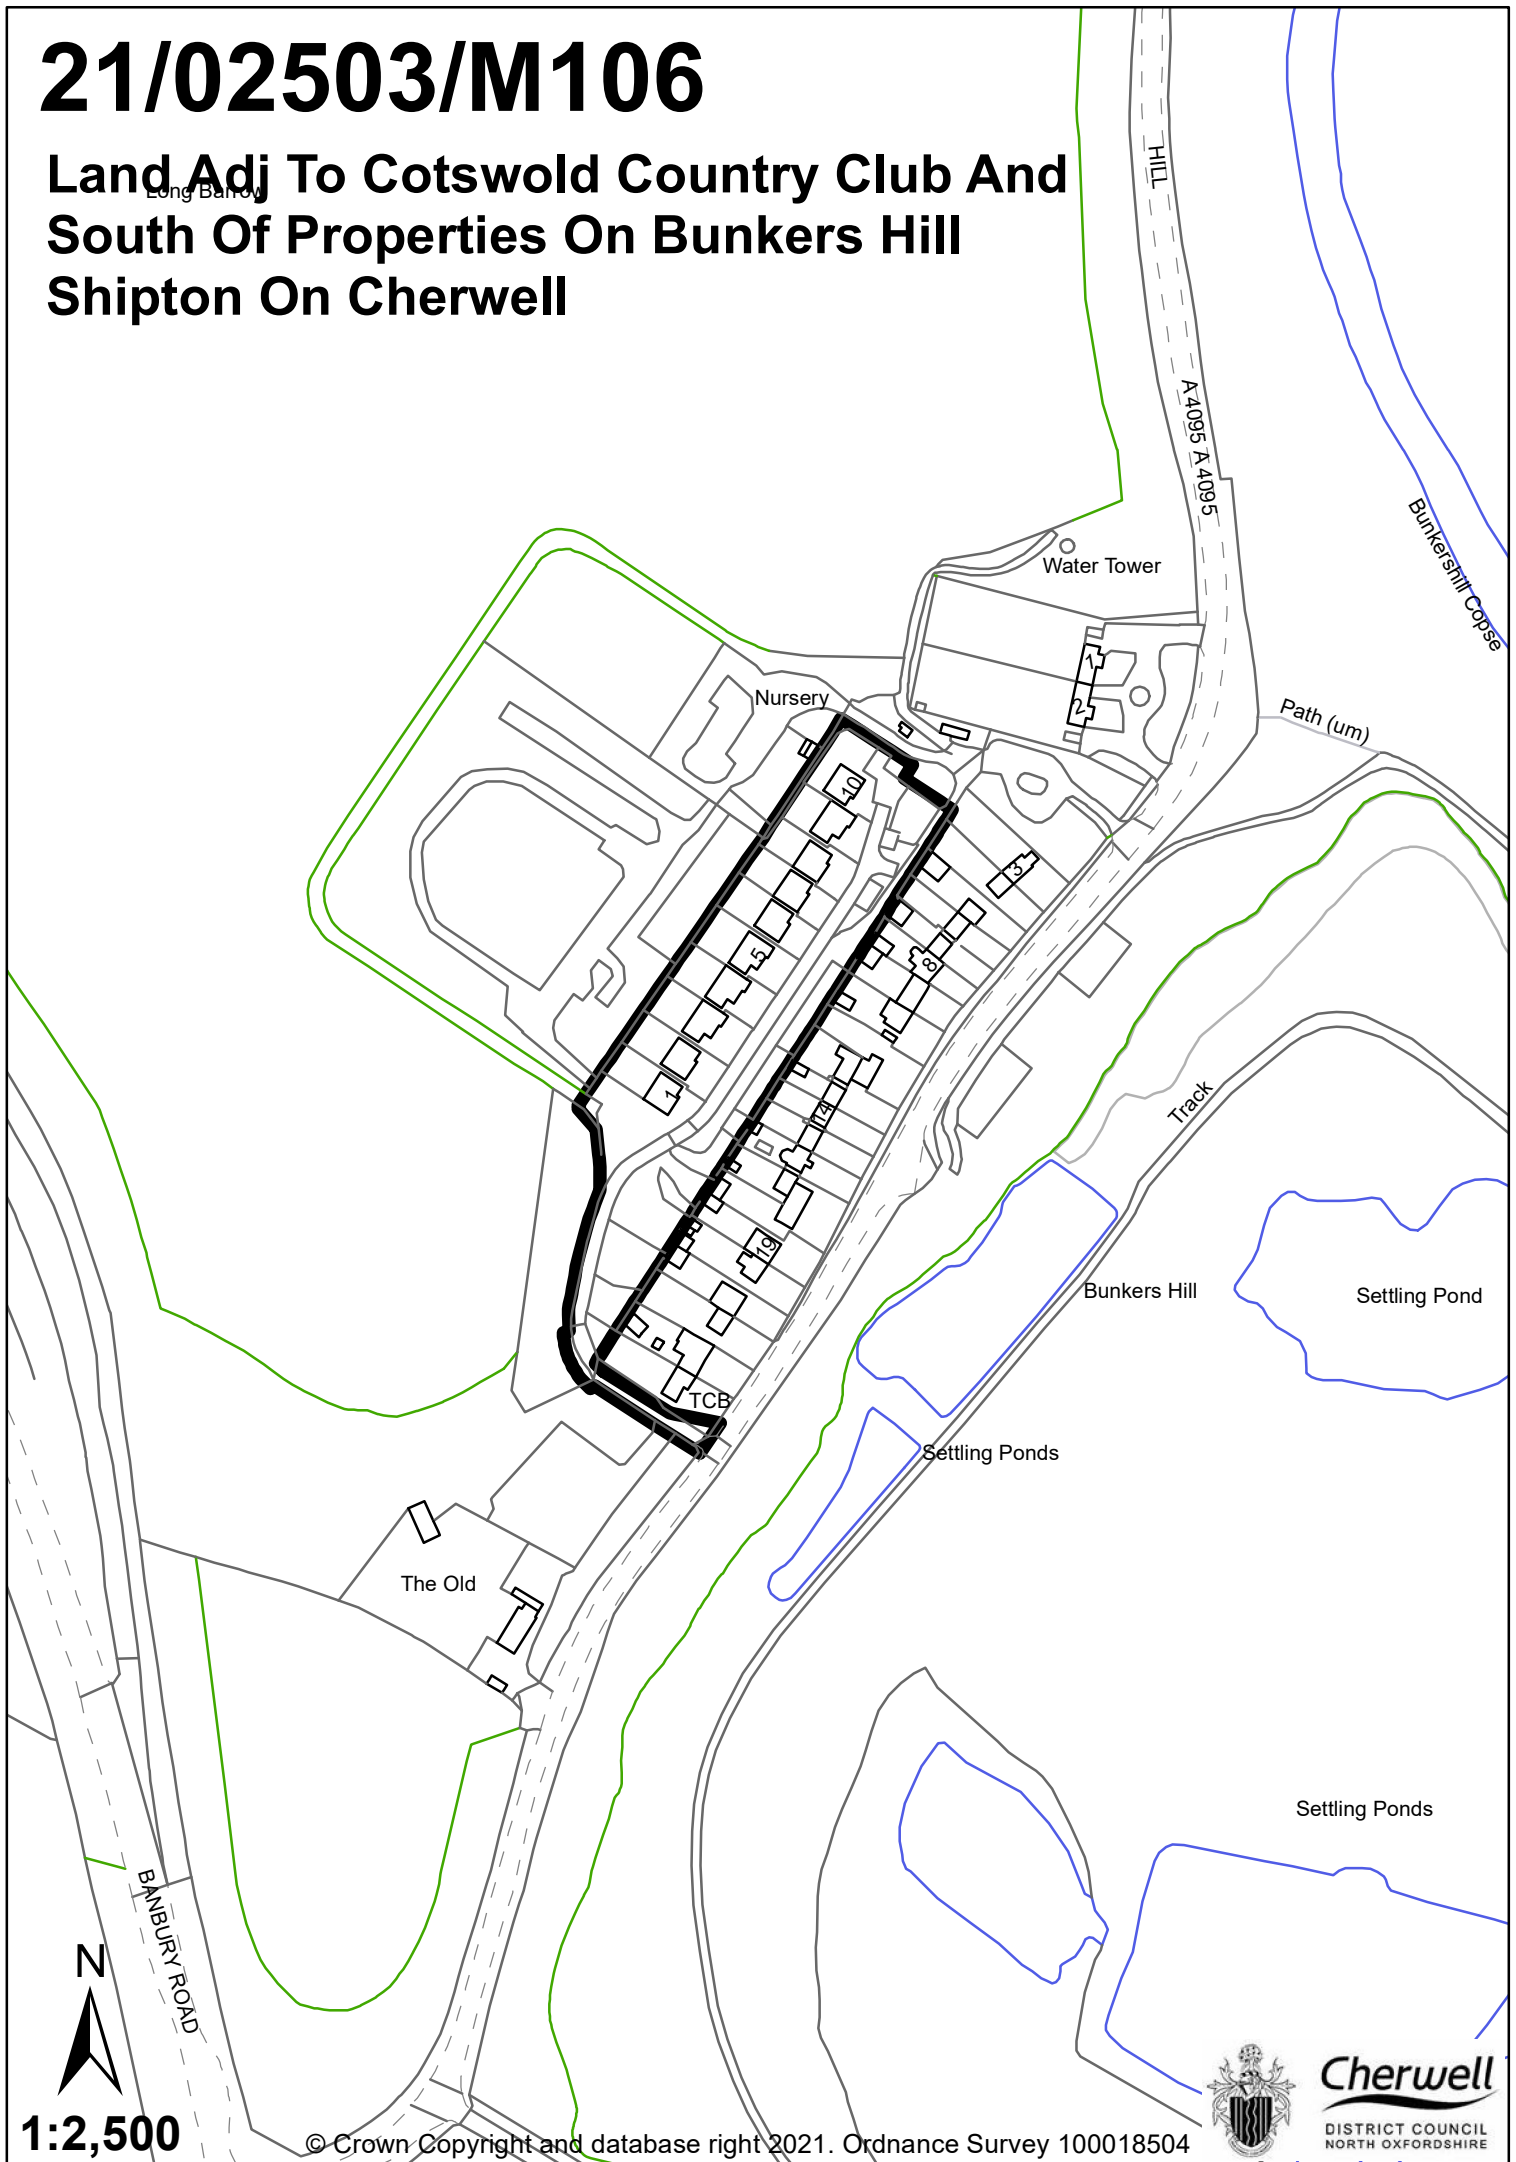 21/02503/M106
Land Adj To Cotswold Country Club And
Long Barrow
South Of Properties On Bunkers Hill
Shipton On Cherwell
HILL
A 4095 A 4095
Bunkershill Copse
Water Tower
1
2
Nursery
Path (um)
10
3
5
8
1
14
Track
19
Bunkers Hill
Settling Pond
TCB
Settling Ponds
The Old
Settling Ponds
BANBURY ROAD
N
1:2,500
© Crown Copyright and database right 2021. Ordnance Survey 100018504
Cherwell
DISTRICT COUNCIL
NORTH OXFORDSHIRE